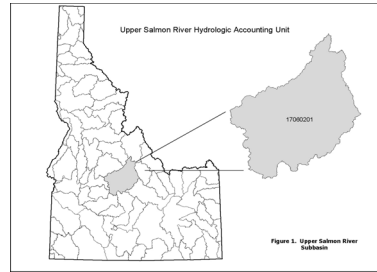 Upper Salmon River Hydrologic Accounting Unit
17060201
Figure 1. Upper Salmon River
Subbasin